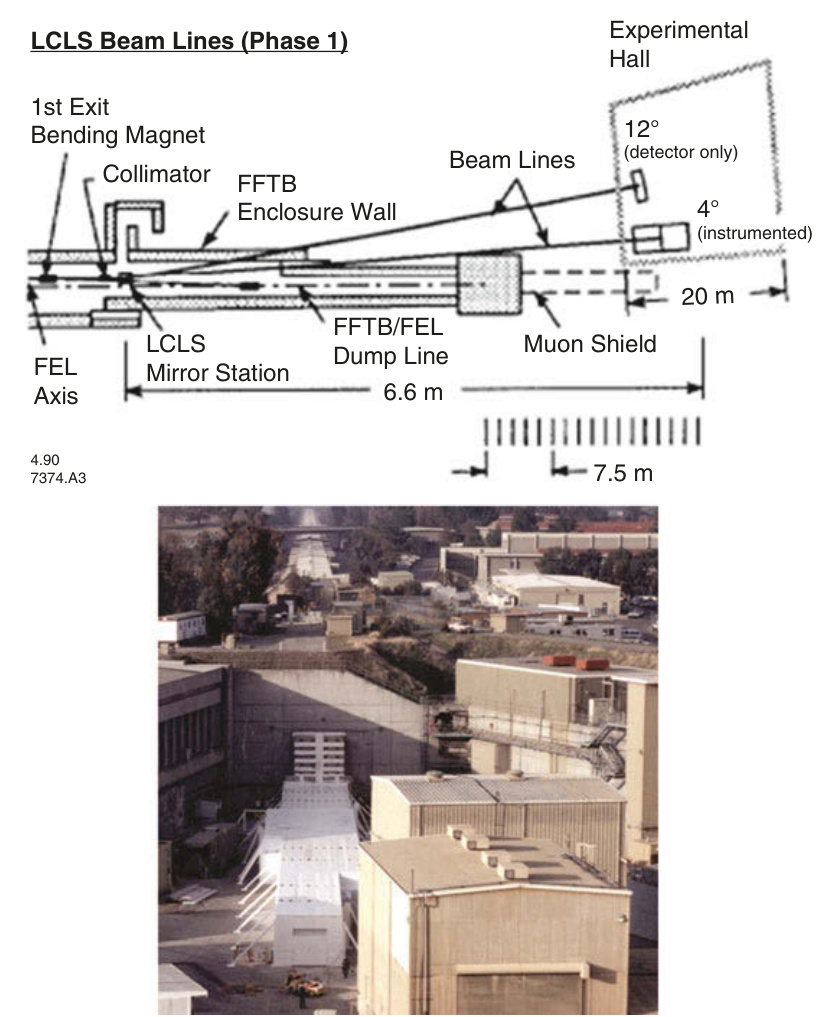 LCLS Beam Lines (Phase 1)
Experimental
Hall
1st Exit
Bending Magnet
Collimator
FFTB
Enclosure Wall
Beam Lines
12°
(detector only)
4°
(instrumented)
20 m
FEL
Axis
LCLS
Mirror Station
FFTB/FEL
Dump Line
Muon Shield
6.6 m
7.5 m
4.90
7374.A3